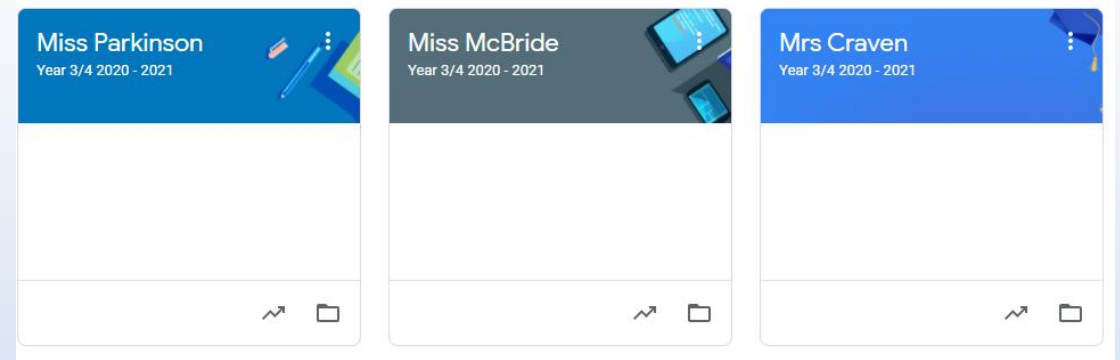 Miss Parkinson
Year 3/4 2020 - 2021
Miss McBride
Year 3/4 2020 - 2021
Mrs Craven
Year 3/4 2020 - 2021